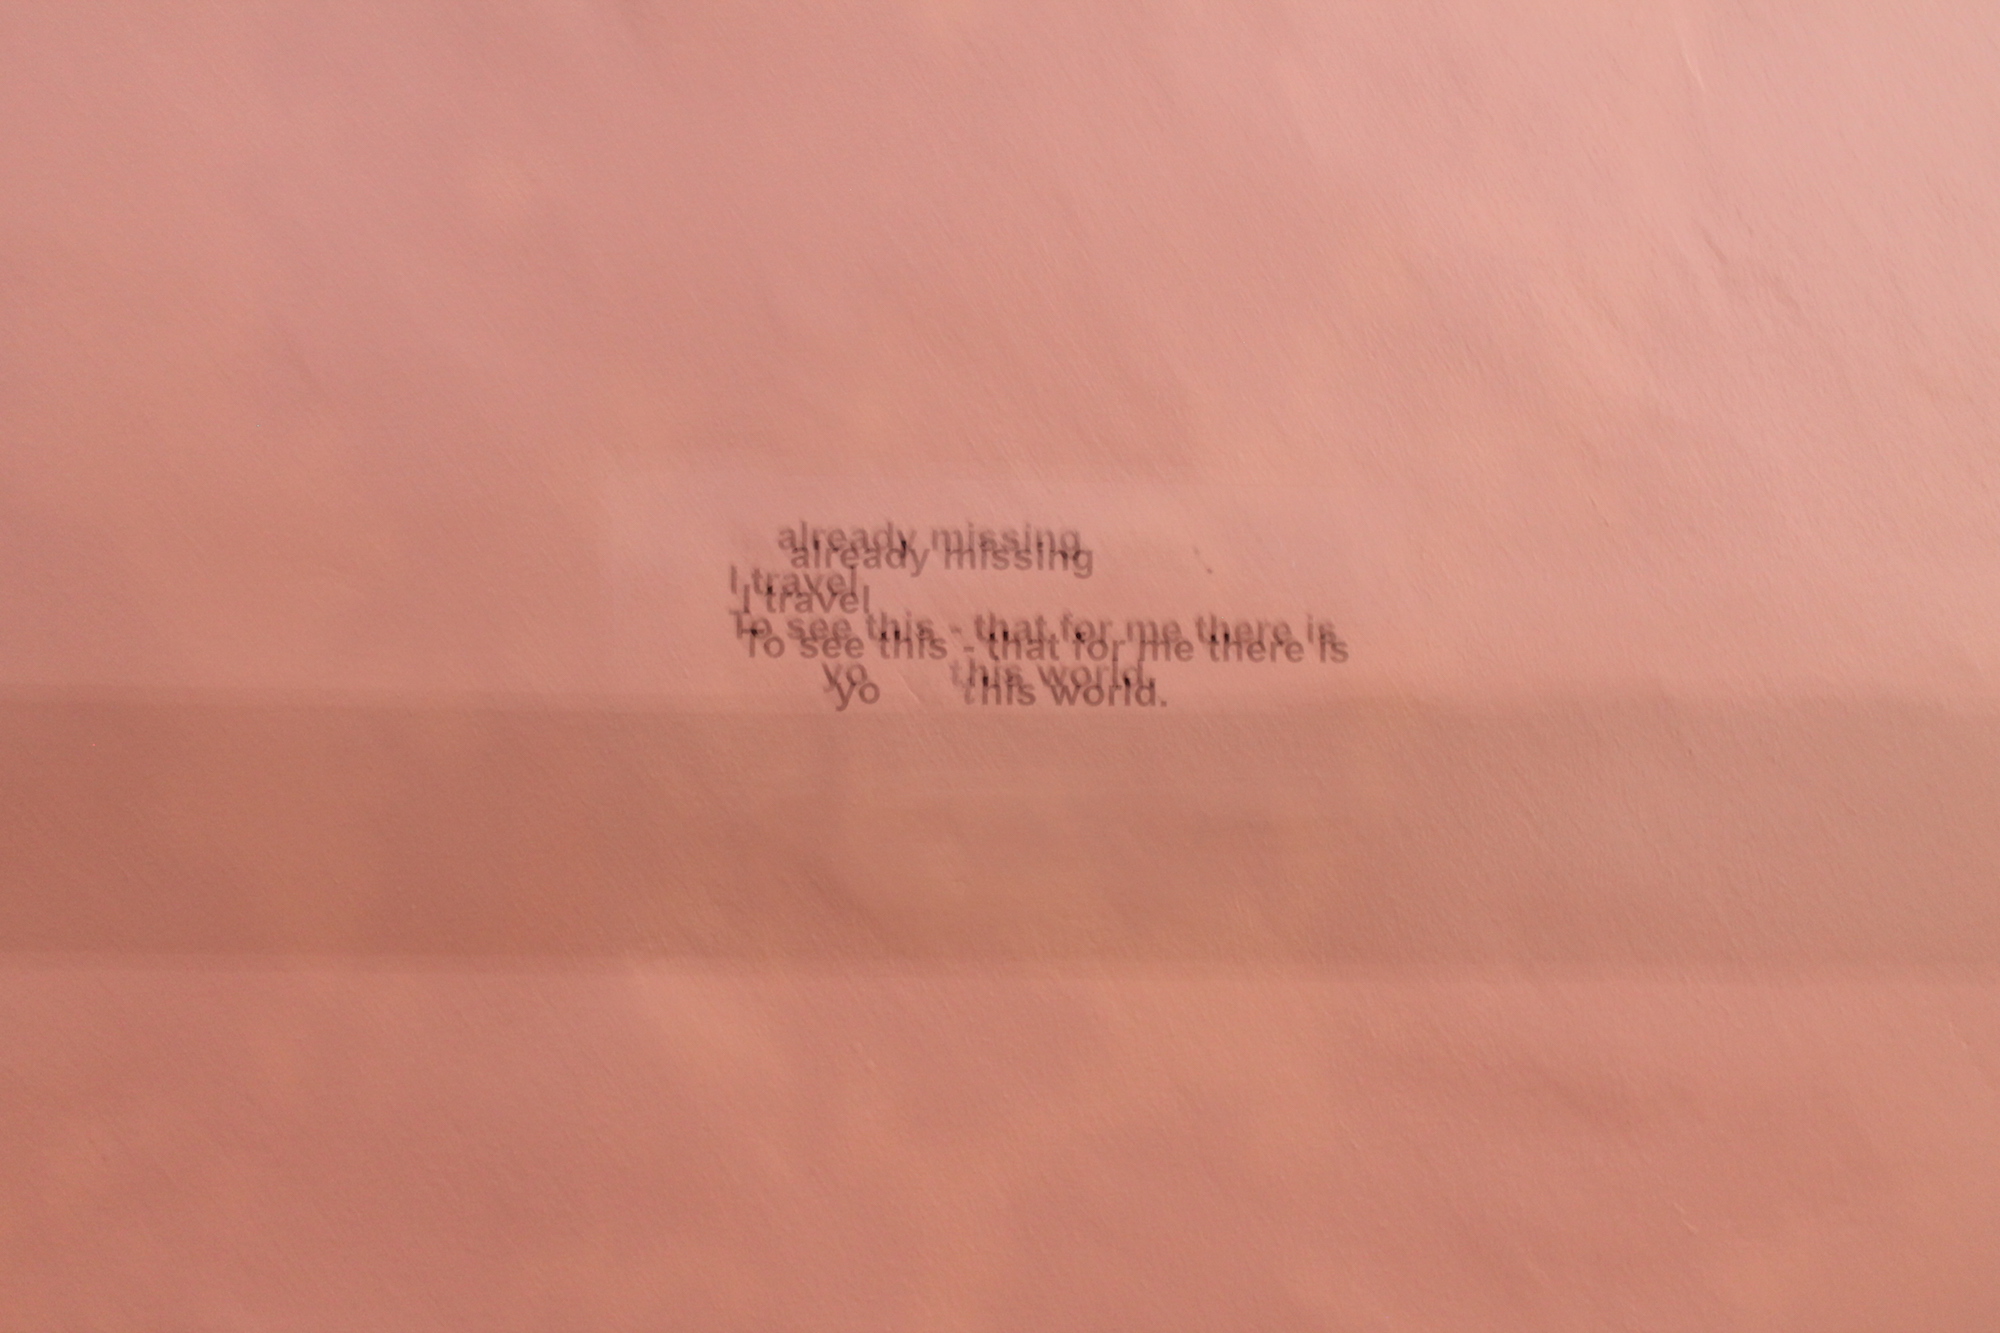 already missing
I travel
To see this - that for me there is
yo this world.